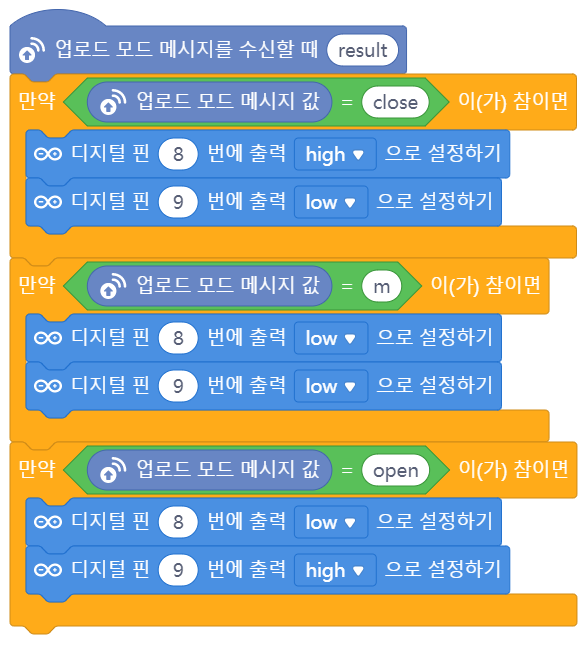 업로드 모드 메시지를 수신할 때 result
만약 업로드 모드 메시지 값 = close 이(가) 참이면
디지털 핀 8 번에 출력 high ▼ 으로 설정하기
디지털 핀 9 번에 출력 low ▼ 으로 설정하기
만약 업로드 모드 메시지 값 = m 이(가) 참이면
디지털 핀 8 번에 출력 low ▼ 으로 설정하기
디지털 핀 9 번에 출력 low ▼ 으로 설정하기
만약 업로드 모드 메시지 값 = open 이(가) 참이면
디지털 핀 8 번에 출력 low ▼ 으로 설정하기
디지털 핀 9 번에 출력 high ▼ 으로 설정하기